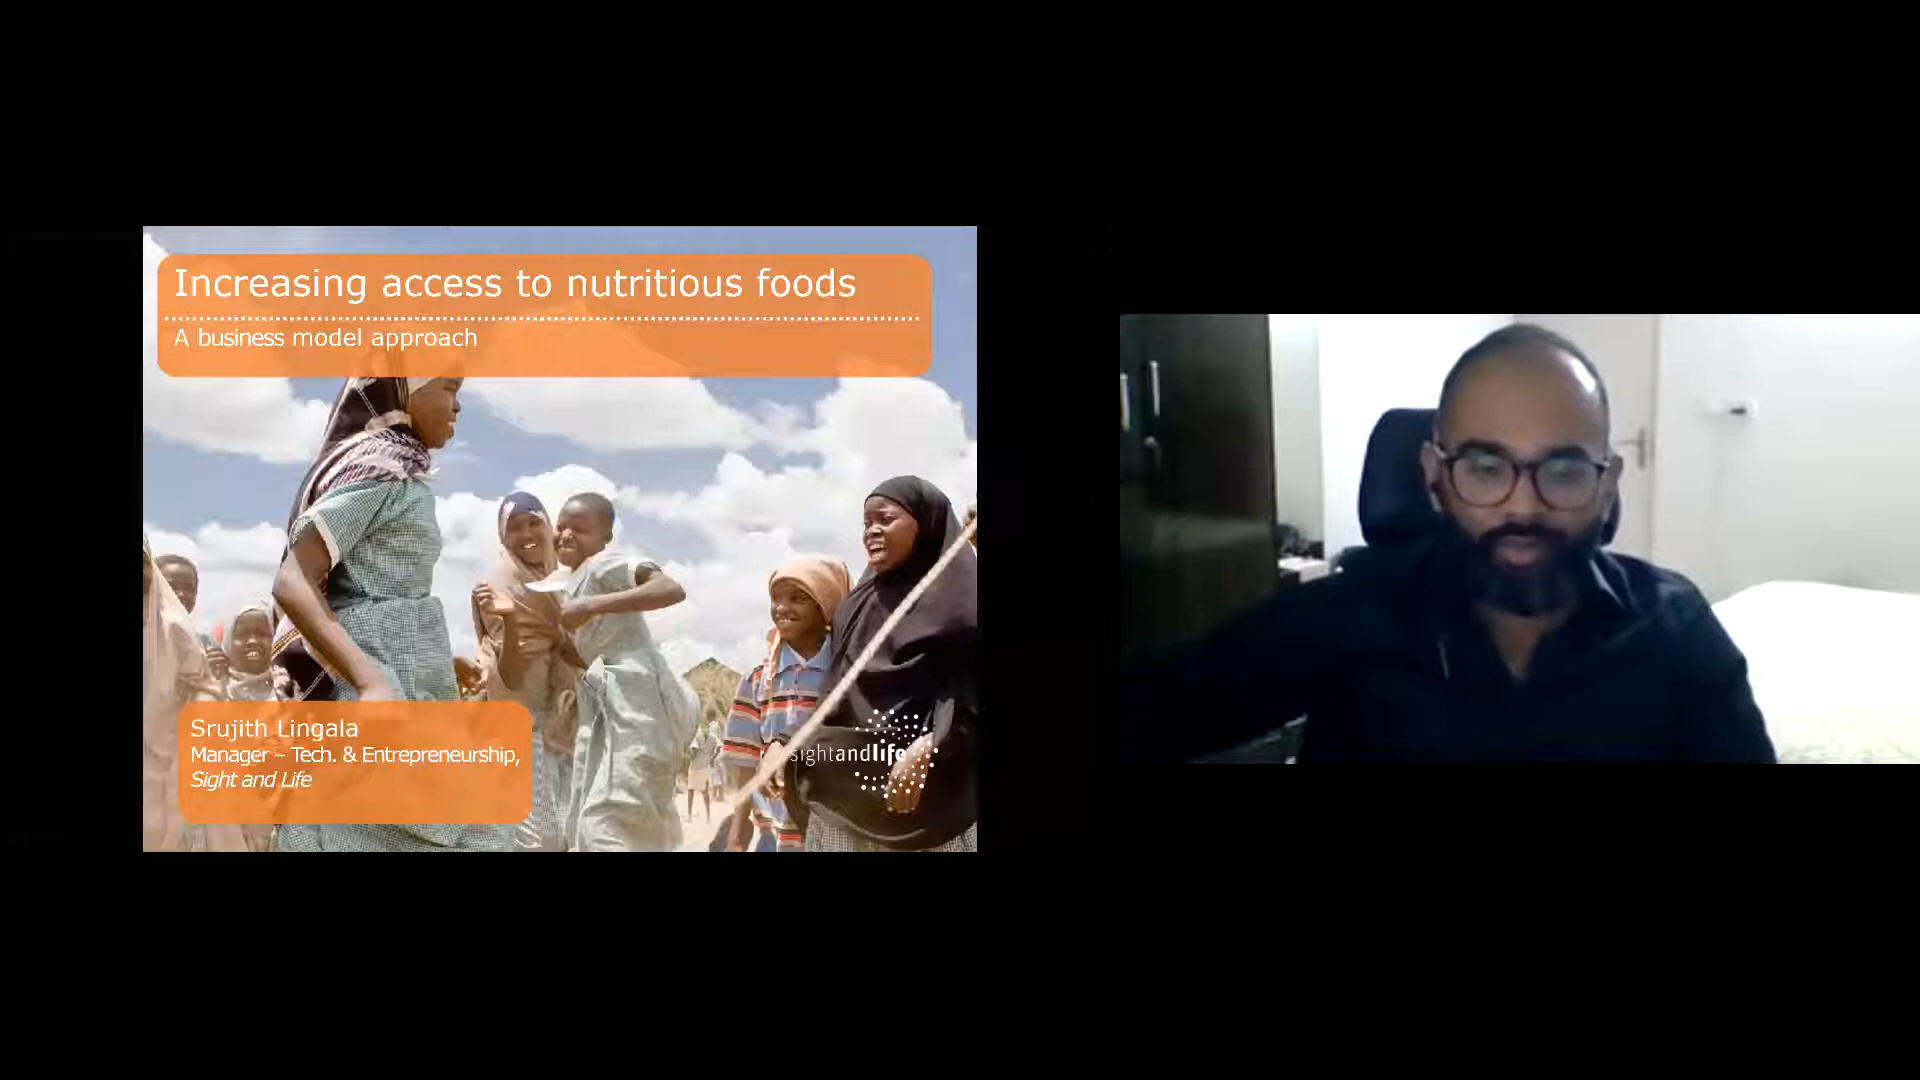 Increasing access to nutritious foods
A business model approach
Srujith Lingala
Manager – Tech. & Entrepreneurship,
Sight and Life
sightandlife